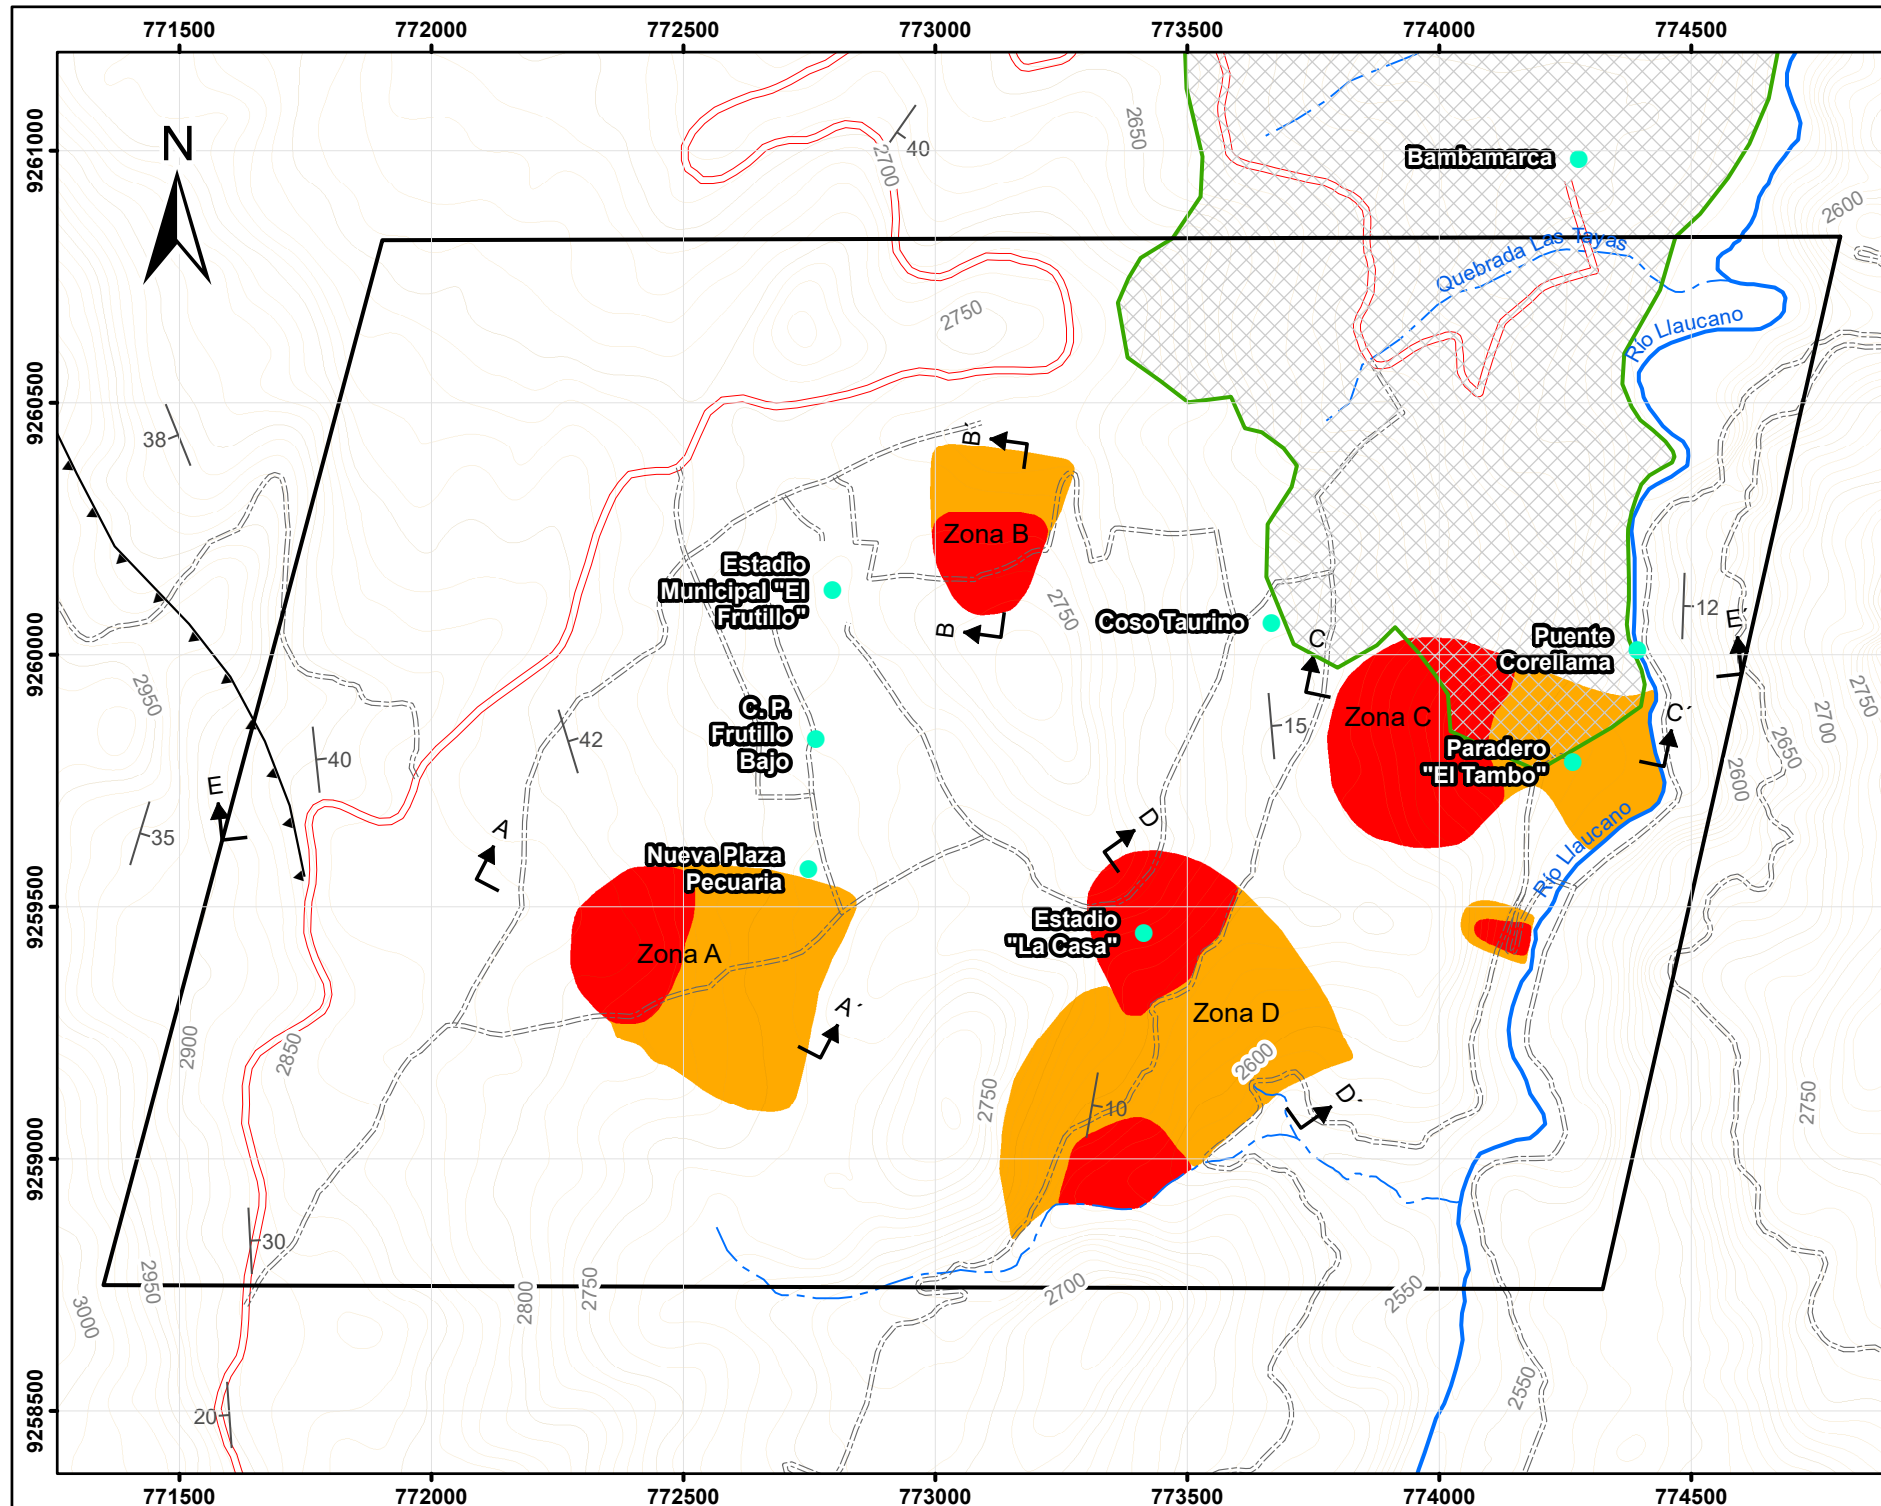 771500 772000 772500 773000 773500 774000 774500
9261000
9260500
9260000
9259500
9259000
9258500
N
40
2700
2650
Bambamarca
2600
Quebrada Las Tayas
Río Llaucano
2750
38
B´
Zona B
Estadio
Municipal "El
Frutillo"
B
2750
Coso Taurino
C
Puente
Corellama
12
E´
2950
C. P.
Frutillo
Bajo
42
40
15
Zona C
C´
Paradero
"El Tambo"
2750
2700
2650
2600
E
35
A
D
Nueva Plaza
Pecuaria
Río Llaucano
Estadio
"La Casa"
Zona A
A´
Zona D
2900
2850
2600
2750
10
D´
2750
30
2950
3000
2800
2750
2700
2550
2550
20
771500 772000 772500 773000 773500 774000 774500